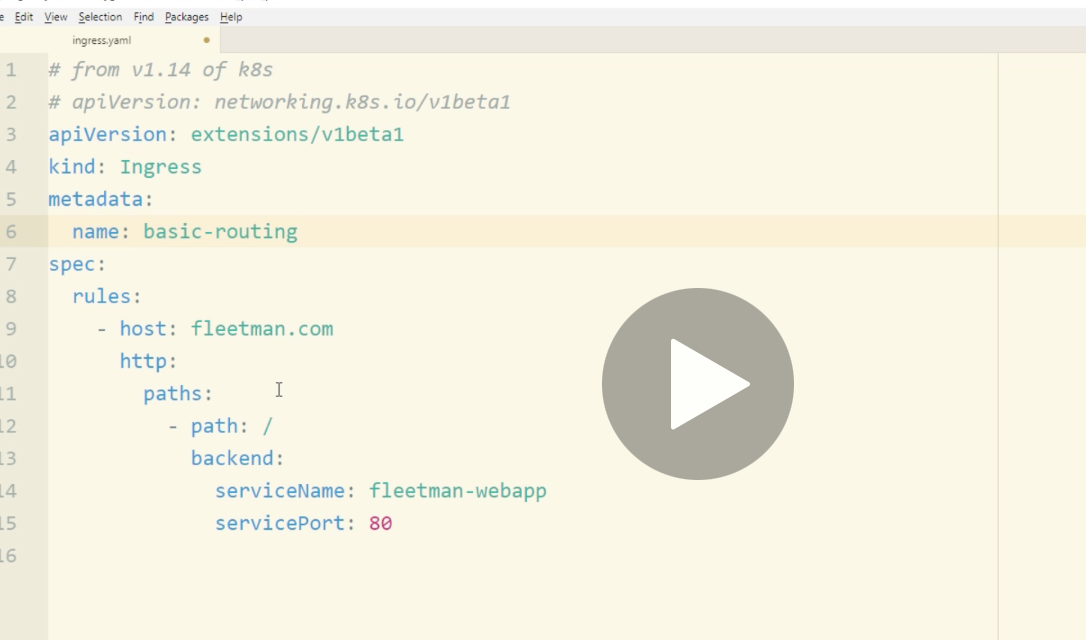 Edit View Selection Find Packages Help
ingress.yaml
1 # from v1.14 of k8s
2 # apiVersion: networking.k8s.io/v1beta1
3 apiVersion: extensions/v1beta1
4 kind: Ingress
5 metadata:
6 name: basic-routing
7 spec:
8 rules:
9 - host: fleetman.com
10 http:
11 paths:
12 - path: /
13 backend:
14 serviceName: fleetman-webapp
15 servicePort: 80
16